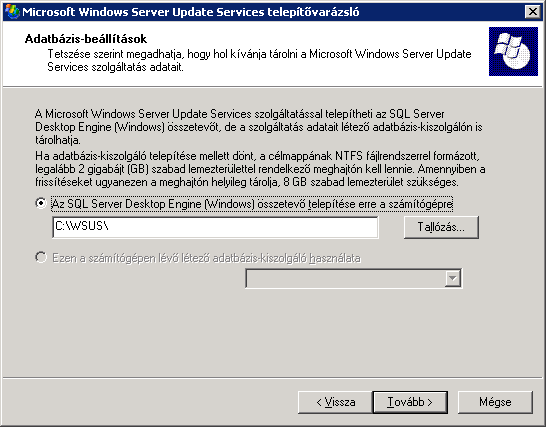 Microsoft Windows Server Update Services telepítővarázsló
Adatbázis-beállítások
Tetszése szerint megadhatja, hogy hol kívánja tárolni a Microsoft Windows Server Update
Services szolgáltatás adatait.
A Microsoft Windows Server Update Services szolgáltatással telepítheti az SQL Server
Desktop Engine (Windows) összetevőt, de a szolgáltatás adatait létező adatbázis-kiszolgálón is
tárolhatja.
Ha adatbázis-kiszolgáló telepítése mellett dönt, a célmappának NTFS fájlrendszerrel formázott,
legalább 2 gigabájt (GB) szabad lemezterülettel rendelkező meghajtón kell lennie. Amennyiben a
frissítéseket ugyanezen a meghajtón helyileg tárolja, 8 GB szabad lemezterület szükséges.
Az SQL Server Desktop Engine (Windows) összetevő telepítése erre a számítógépre
C:\WSUS\
Tallózás...
Ezen a számítógépen lévő létező adatbázis-kiszolgáló használata
< Vissza
Tovább >
Mégse